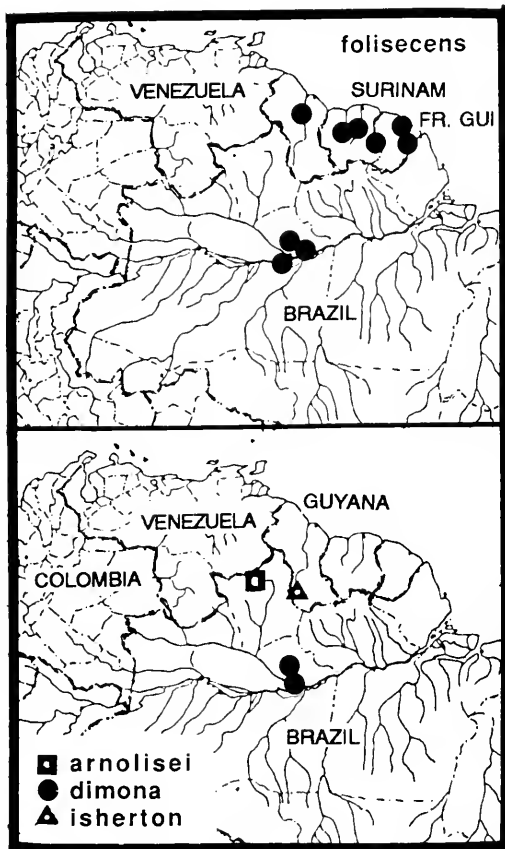 folisecens
VENEZUELA
SURINAM
FR. GUI
BRAZIL
GUYANA
VENEZUELA
COLOMBIA
BRAZIL
arnolisei
dimona
isherton